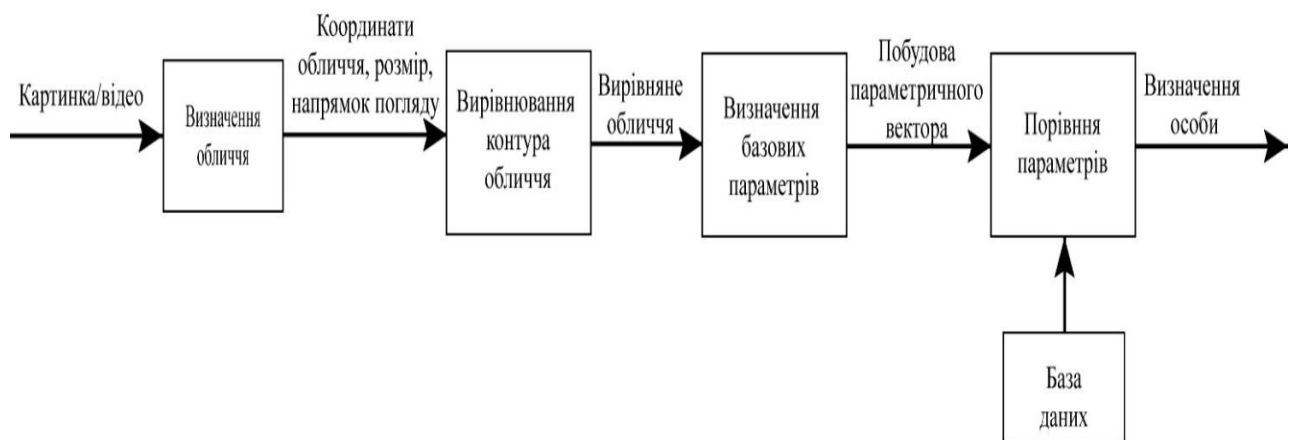 Картинка/відео
Визначення
обличчя
Координати
обличчя, розмір,
напрямок погляду
Вирівнювання
контура
обличчя
Вирівняне
обличчя
Визначення
базових
параметрів
Побудова
параметричного
вектора
Порівння
параметрів
Визначення
особи
База
даних